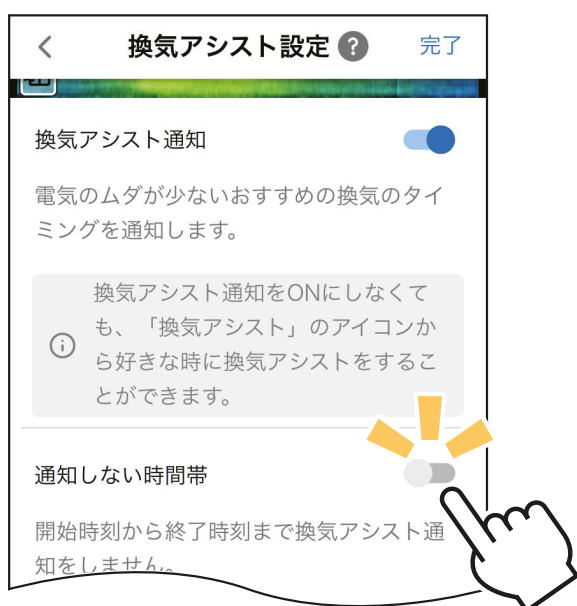 換気アシスト設定 ? 完了
換気アシスト通知
電気のムダが少ないおすすめの換気のタイ
ミングを通知します。
換気アシスト通知をONにしなくて
も、「換気アシスト」のアイコンか
ら好きな時に換気アシストをするこ
とができます。
通知しない時間帯
開始時刻から終了時刻まで換気アシスト通
知をしません。